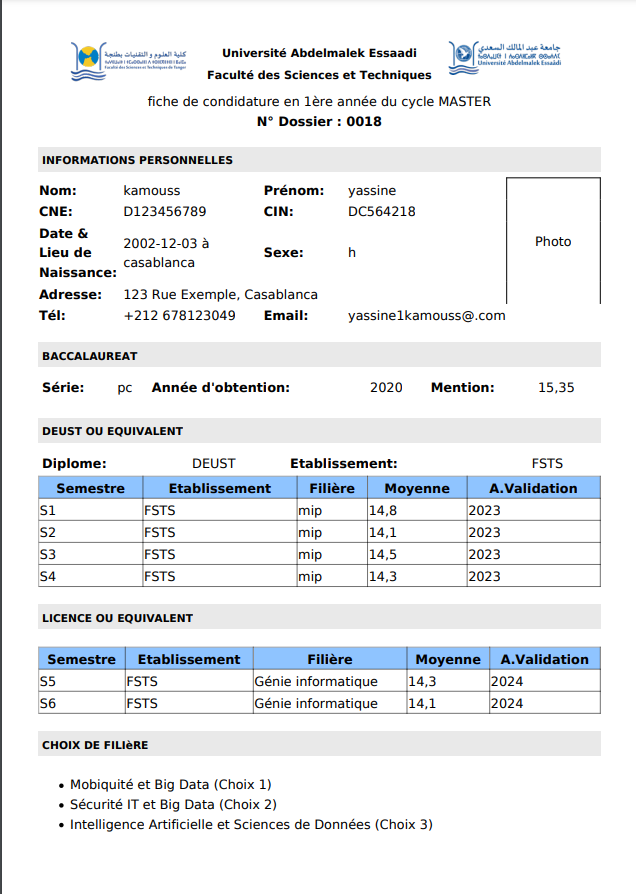 كلية العلوم و التقنيات بطنجة
Faculté des Sciences et Techniques de Tanger
Université Abdelmalek Essaadi
Faculté des Sciences et Techniques
جامعة عبد المالك السعدي
Université Abdelmalek Essaâdi
fiche de condidature en 1ère année du cycle MASTER
N° Dossier : 0018
INFORMATIONS PERSONNELLES
Nom: kamouss Prénom: yassine
CNE: D123456789 CIN: DC564218
Date & Lieu de Naissance: 2002-12-03 à casablanca Sexe: h
Photo
Adresse: 123 Rue Exemple, Casablanca
Tél: +212 678123049 Email: yassine1kamouss@.com
BACCALAUREAT
Série: pc Année d'obtention: 2020 Mention: 15,35
DEUST OU EQUIVALENT
Diplome: DEUST Etablissement: FSTS
Semestre Etablissement Filière Moyenne A.Validation
S1 FSTS mip 14,8 2023
S2 FSTS mip 14,1 2023
S3 FSTS mip 14,5 2023
S4 FSTS mip 14,3 2023
LICENCE OU EQUIVALENT
Semestre Etablissement Filière Moyenne A.Validation
S5 FSTS Génie informatique 14,3 2024
S6 FSTS Génie informatique 14,1 2024
CHOIX DE FILIèRE
• Mobiquité et Big Data (Choix 1)
• Sécurité IT et Big Data (Choix 2)
• Intelligence Artificielle et Sciences de Données (Choix 3)